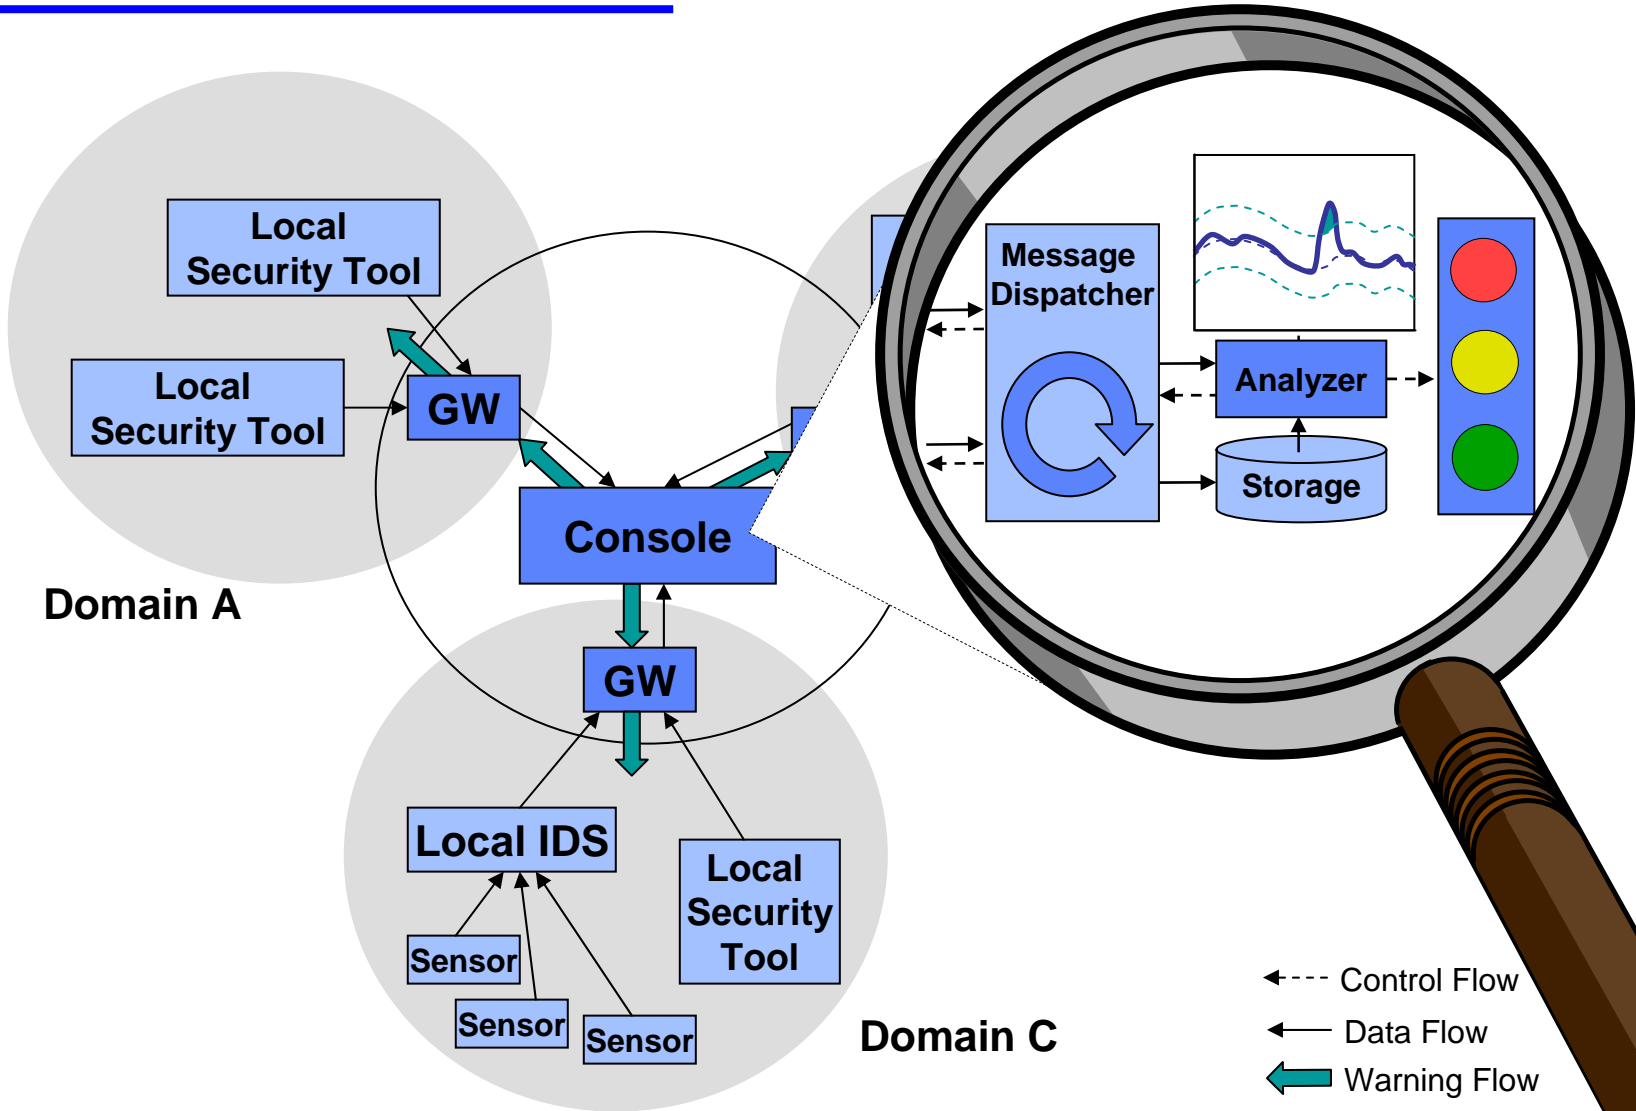 Local
Security Tool
Local
Security Tool
GW
Console
Domain A
GW
Local IDS
Local
Security
Tool
Sensor
Sensor
Sensor
Domain C
Message
Dispatcher
Analyzer
Storage
Control Flow
Data Flow
Warning Flow